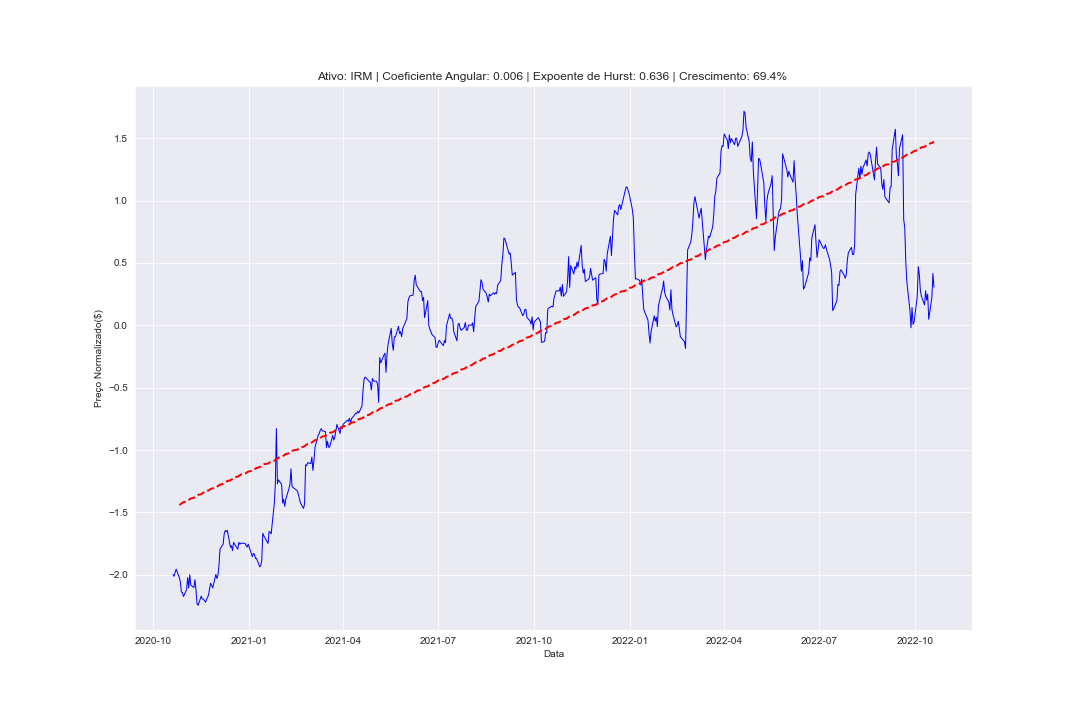 Ativo: IRM | Coeficiente Angular: 0.006 | Expoente de Hurst: 0.636 | Crescimento: 69.4%
Preço Normalizado($)
1.5
1.0
0.5
0.0
−0.5
−1.0
−1.5
−2.0
2020-10 2021-01 2021-04 2021-07 2021-10 2022-01 2022-04 2022-07 2022-10
Data